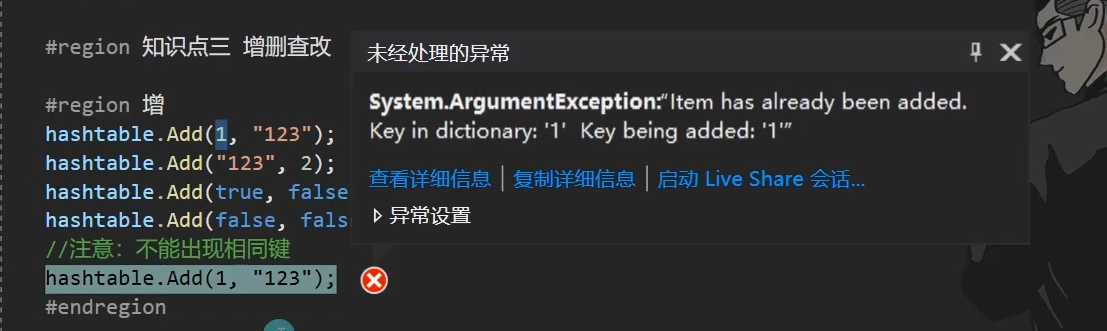 #region 知识点三 增删查改
未经处理的异常
System.ArgumentException:“Item has already been added.
Key in dictionary: '1'  Key being added: '1'”
查看详细信息 | 复制详细信息 | 启动 Live Share 会话...
异常设置
#region 增
hashtable.Add(1, "123");
hashtable.Add("123", 2);
hashtable.Add(true, false
hashtable.Add(false, fals
//注意：不能出现相同键
hashtable.Add(1, "123");
#endregion